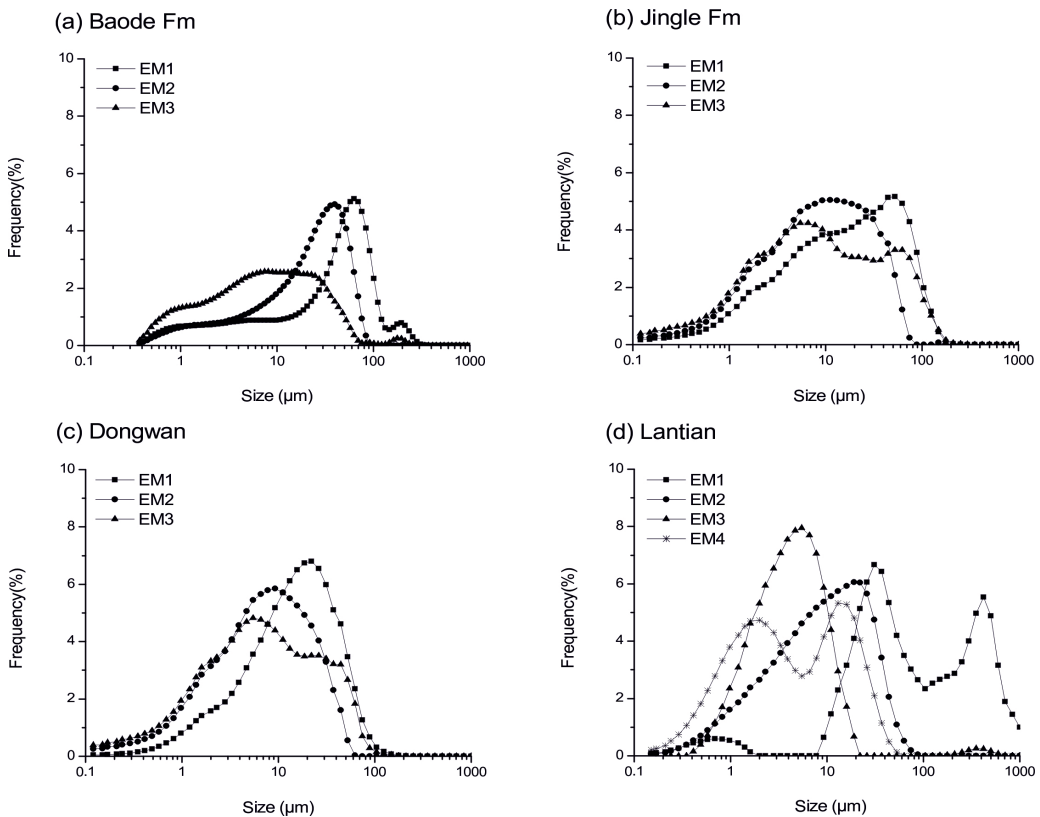 (a) Baode Fm
EM1
EM2
EM3
10
8
6
4
2
0
Frequency(%)
0.1 1 10 100 1000
Size (µm)
(b) Jingle Fm
EM1
EM2
EM3
10
8
6
4
2
0
Frequency(%)
0.1 1 10 100 1000
Size (µm)
(c) Dongwan
EM1
EM2
EM3
10
8
6
4
2
0
Frequency(%)
0.1 1 10 100 1000
Size (µm)
(d) Lantian
EM1
EM2
EM3
EM4
10
8
6
4
2
0
Frequency(%)
0.1 1 10 100 1000
Size (µm)